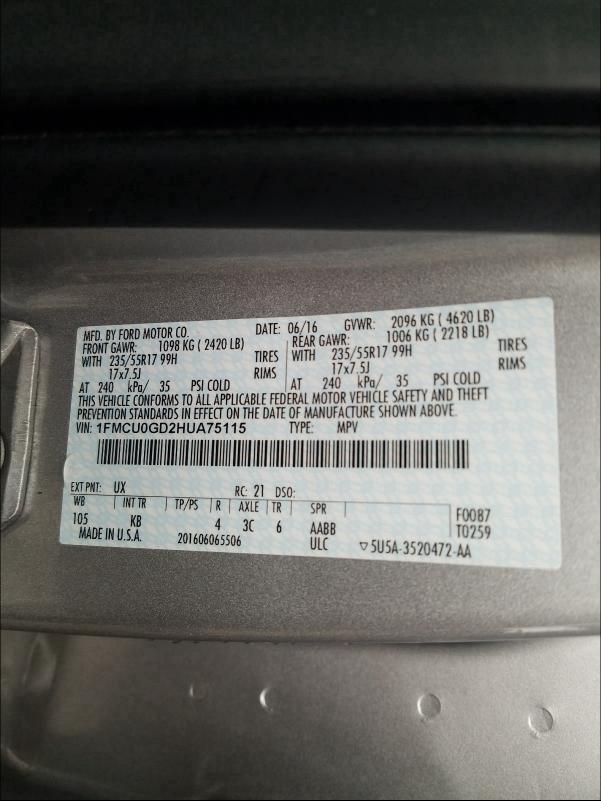 MFD. BY FORD MOTOR CO. DATE: 06/16 GVWR: 2096 KG ( 4620 LB)
FRONT GAWR: 1098 KG ( 2420 LB) REAR GAWR: 1006 KG ( 2218 LB)
WITH 235/55R17 99H TIRES WITH 235/55R17 99H TIRES
17x7.5J RIMS 17x7.5J RIMS
AT 240 kPa/ 35 PSI COLD AT 240 kPa/ 35 PSI COLD
THIS VEHICLE CONFORMS TO ALL APPLICABLE FEDERAL MOTOR VEHICLE SAFETY AND THEFT
PREVENTION STANDARDS IN EFFECT ON THE DATE OF MANUFACTURE SHOWN ABOVE.
VIN: 1FMCU0GD2HUA75115 TYPE: MPV
EXT PNT: UX RC: 21 DSO:
WB INT TR TP/PS R AXLE TR SPR
105 KB 4 3C 6 AABB F0087
MADE IN U.S.A. 201606065506 ULC T0259
▽5U5A-3520472-AA